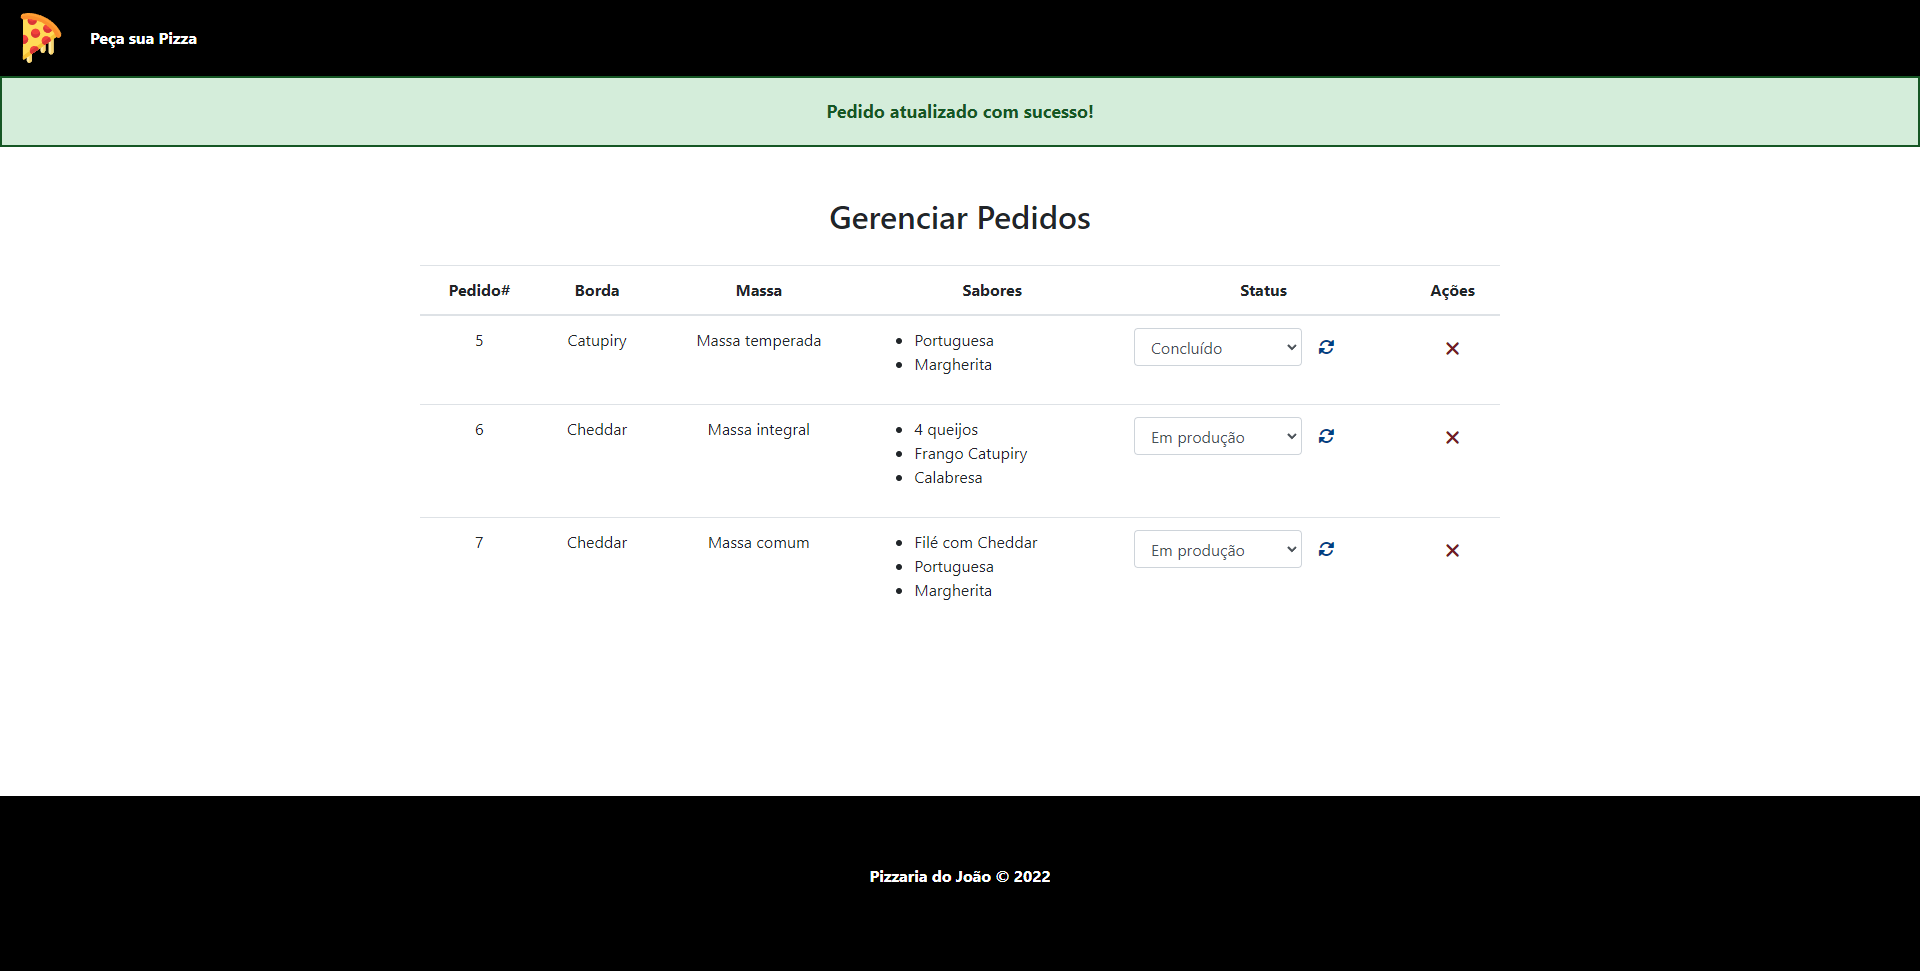 Peça sua Pizza
Pedido atualizado com sucesso!
Gerenciar Pedidos
Pedido# Borda Massa Sabores Status Ações
5 Catupiry Massa temperada Portuguesa Concluído
Margherita
6 Cheddar Massa integral 4 queijos Em produção
Frango Catupiry
Calabresa
7 Cheddar Massa comum Filé com Cheddar Em produção
Portuguesa
Margherita
Pizzaria do João © 2022